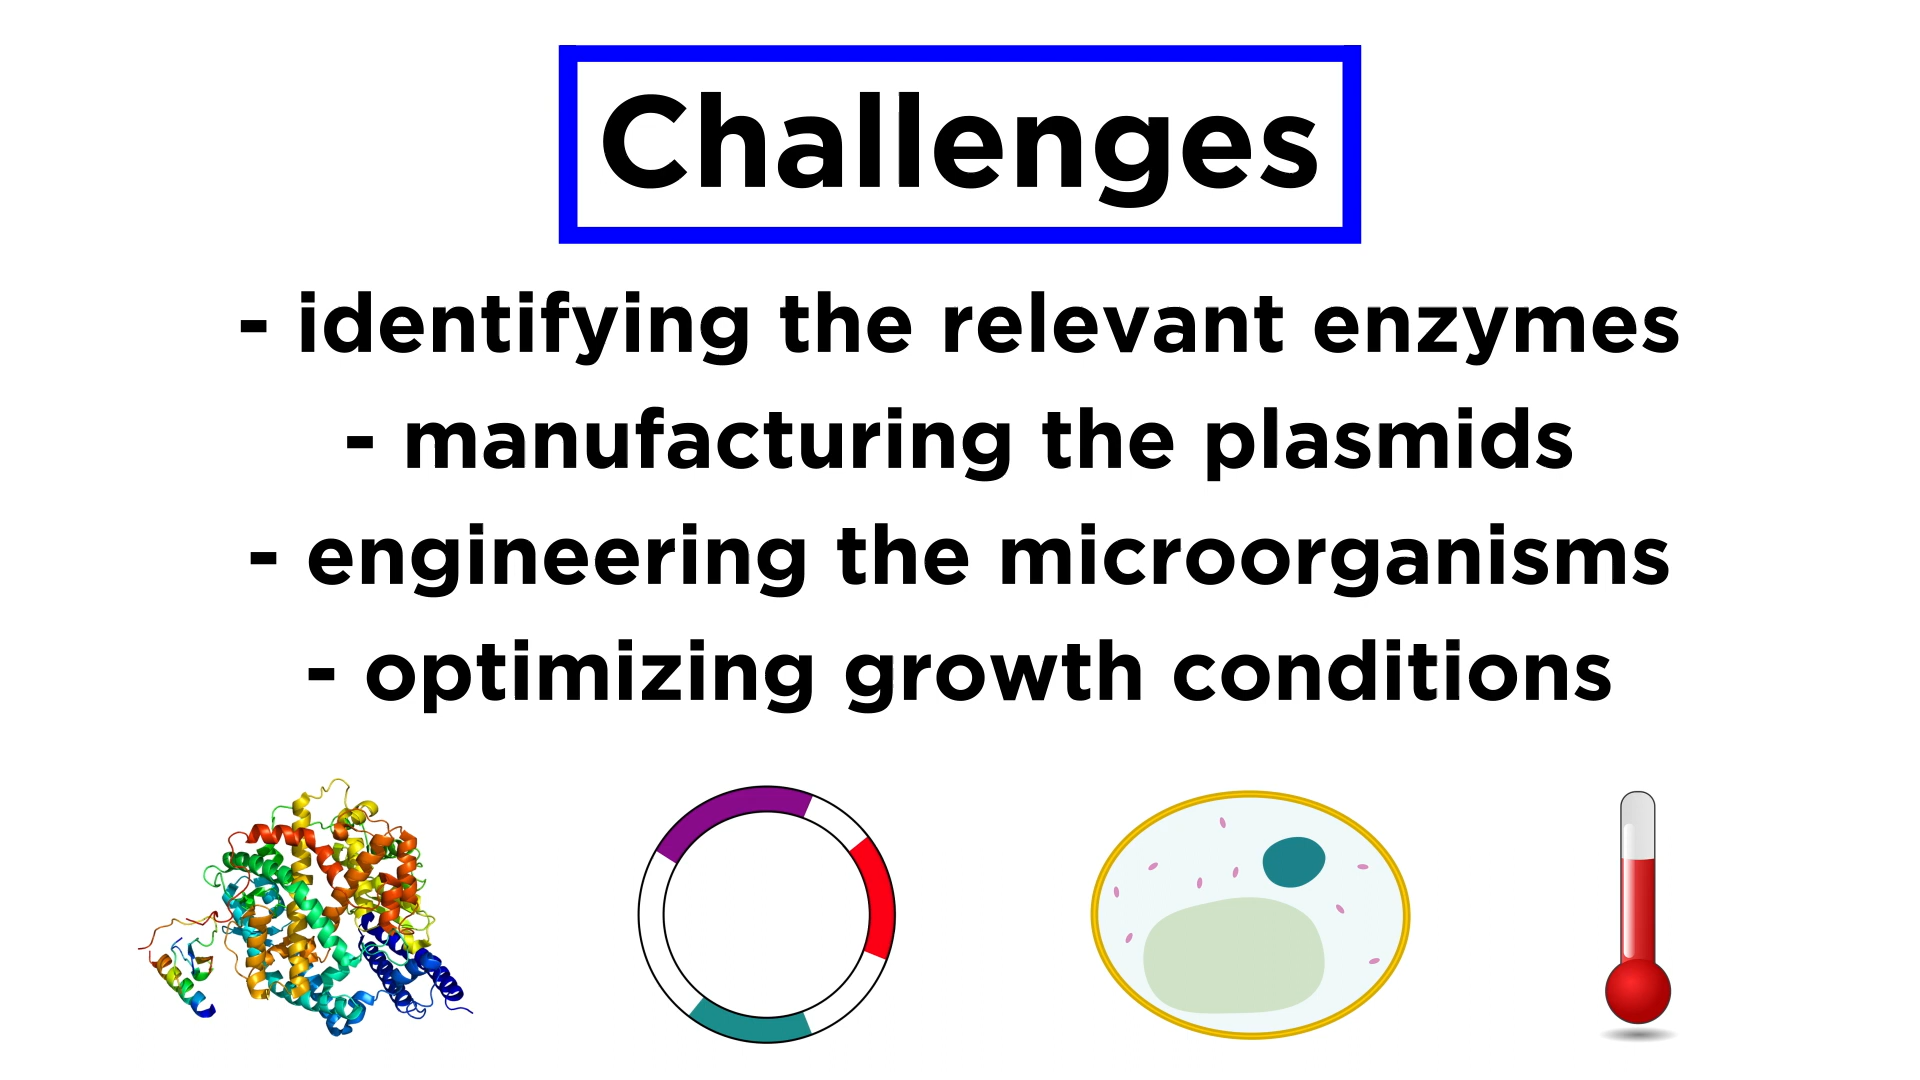 Challenges
- identifying the relevant enzymes
- manufacturing the plasmids
- engineering the microorganisms
- optimizing growth conditions